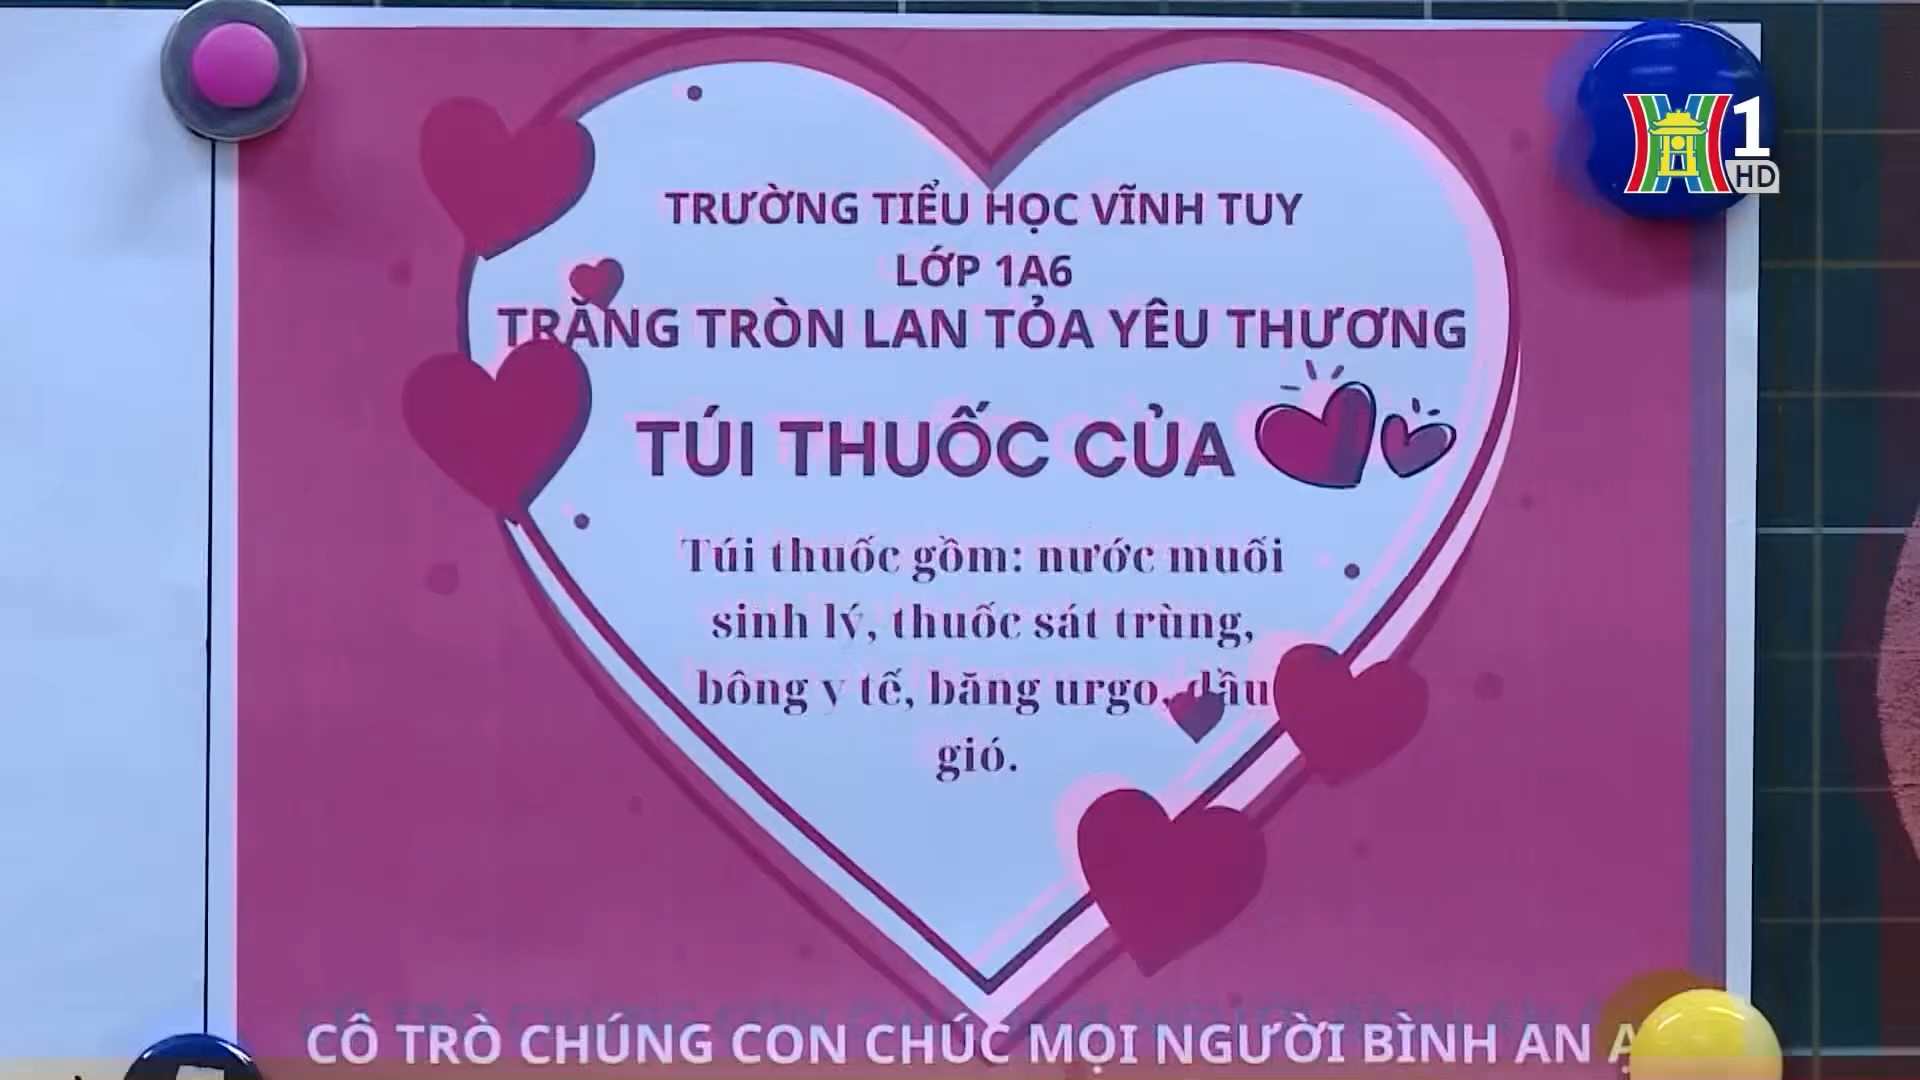 TRƯỜNG TIỂU HỌC VĨNH TUY
LỚP 1A6
TRĂNG TRÒN LAN TỎA YÊU THƯƠNG
TÚI THUỐC CỦA
Túi thuốc gồm: nước muối
sinh lý, thuốc sát trùng,
bông y tế, băng urgo, dầu
gió.
CÔ TRÒ CHÚNG CON CHÚC MỌI NGƯỜI BÌNH AN Ạ
H1
HD